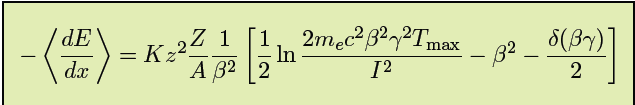 $-\left\langle \frac{dE}{dx} \right\rangle = Kz^2 \frac{Z}{A} \frac{1}{\beta^2} \left[ \frac{1}{2} \ln \frac{2m_e c^2 \beta^2 \gamma^2 T_{\max}}{I^2} - \beta^2 - \frac{\delta(\beta\gamma)}{2} \right]$